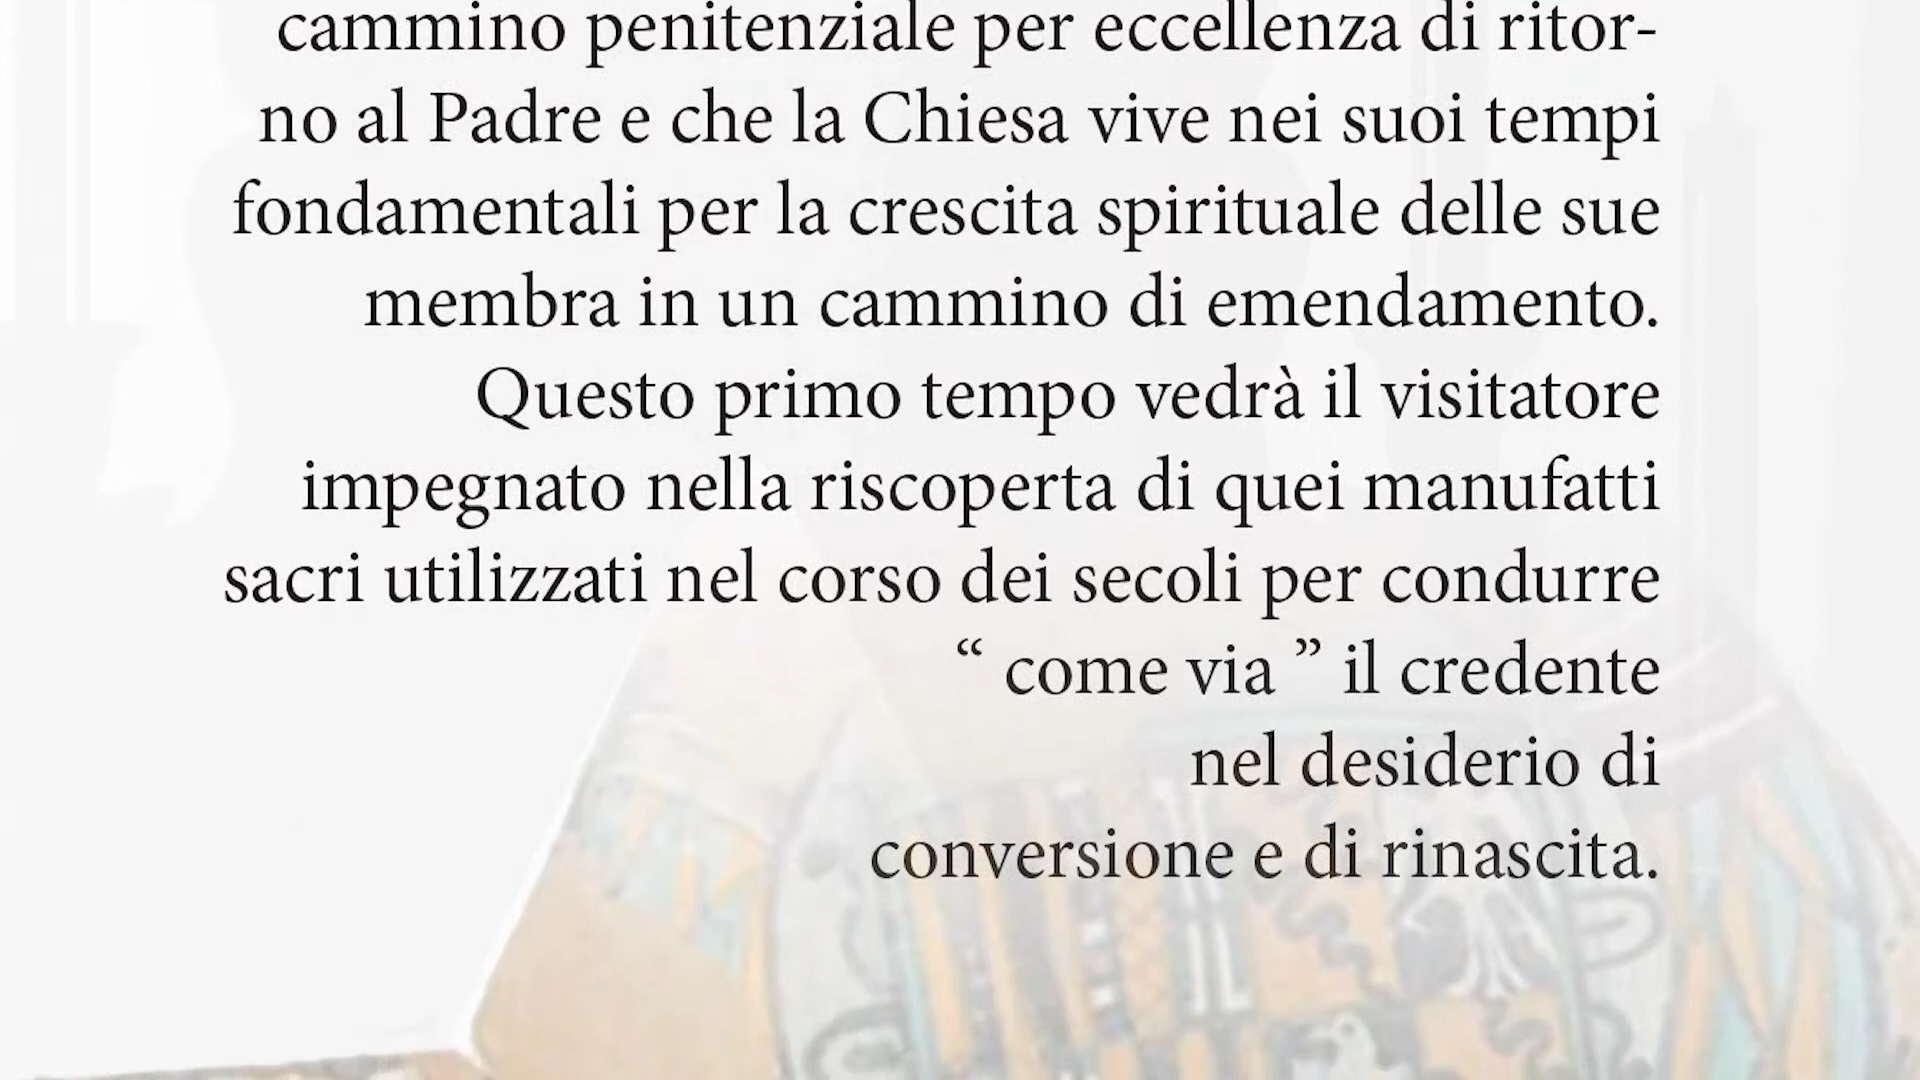 cammino penitenziale per eccellenza di ritor-
no al Padre e che la Chiesa vive nei suoi tempi
fondamentali per la crescita spirituale delle sue
membra in un cammino di emendamento.
Questo primo tempo vedrà il visitatore
impegnato nella riscoperta di quei manufatti
sacri utilizzati nel corso dei secoli per condurre
“ come via ” il credente
nel desiderio di
conversione e di rinascita.